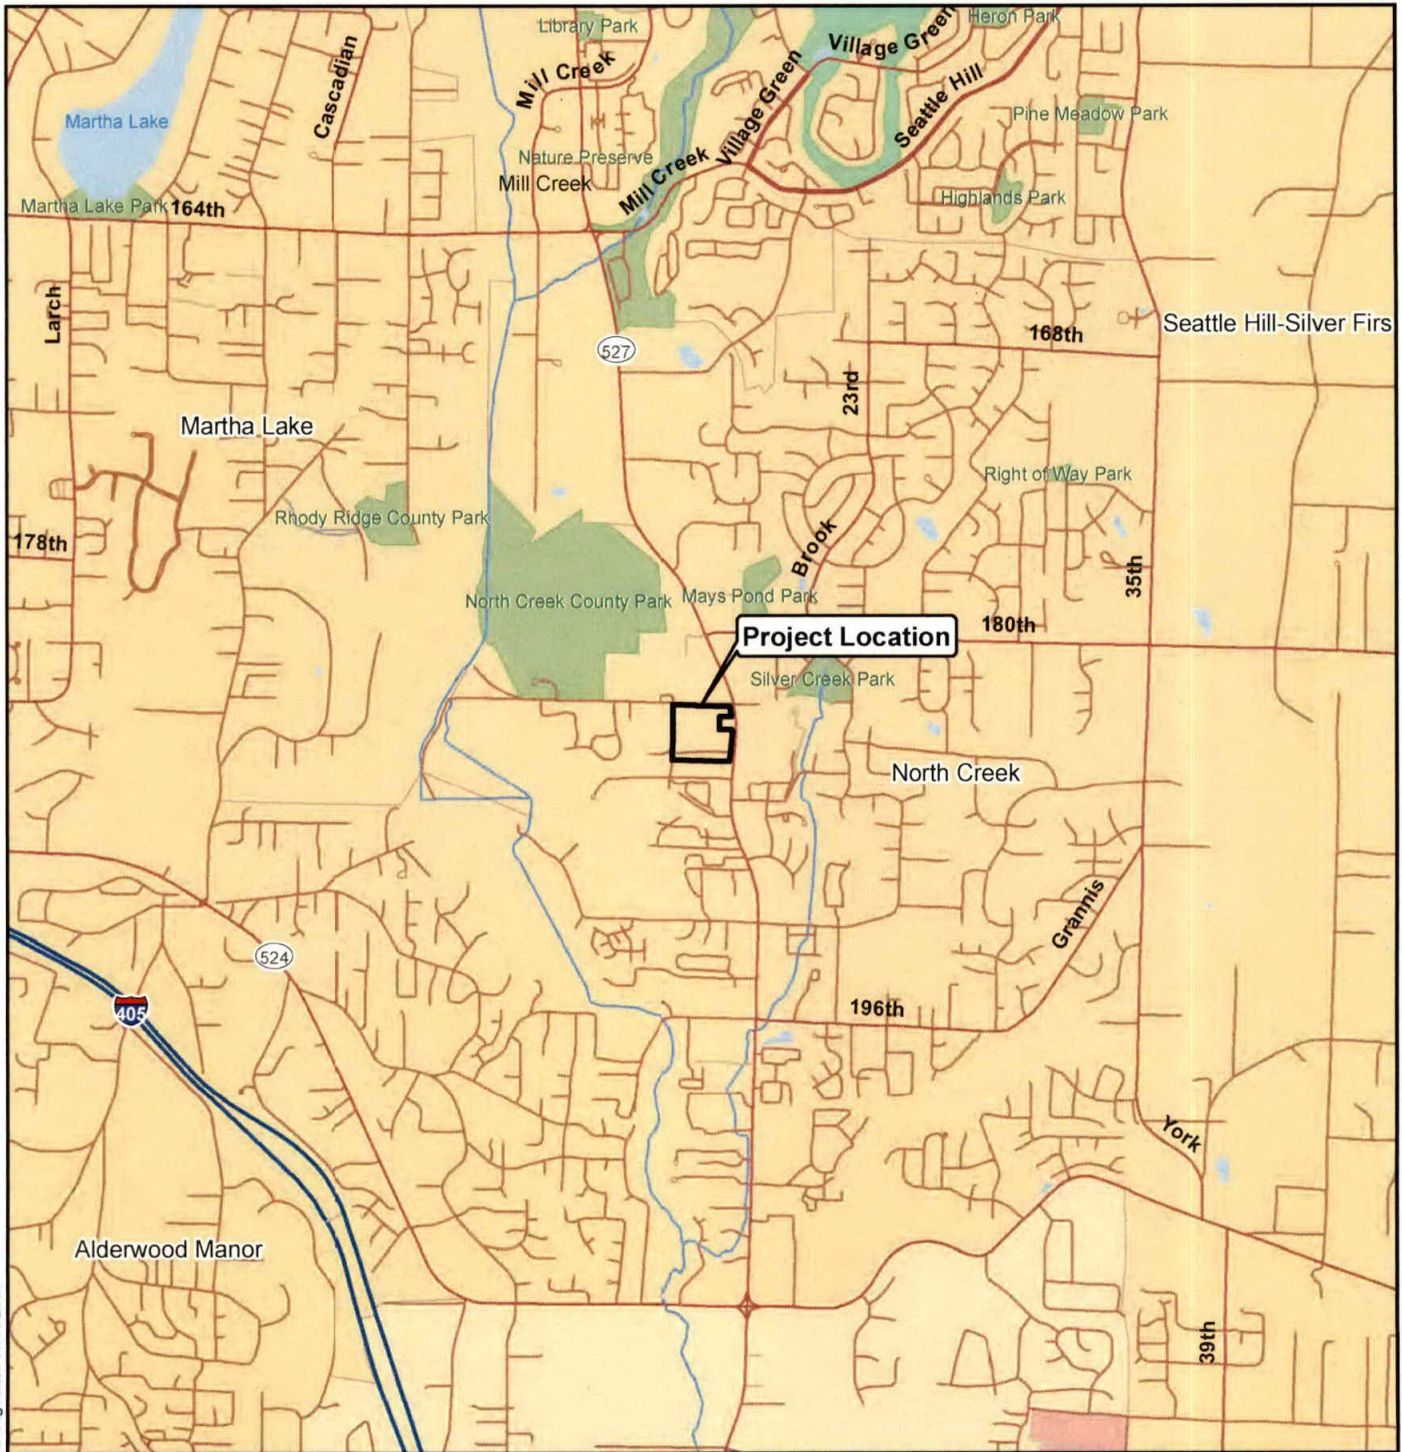 Library Park
Heron Park
Village Green
Cascadian
Mill Creek
Village Green
Seattle Hill
Martha Lake
Pine Meadow Park
Nature Preserve
Mill Creek
Mill Creek
Martha Lake Park
164th
Highlands Park
Larch
Seattle Hill-Silver Firs
168th
527
23rd
Martha Lake
Right of Way Park
Rhody Ridge County Park
178th
Brook
35th
North Creek County Park
Mays Pond Park
180th
Project Location
Silver Creek Park
North Creek
Grannis
524
405
196th
York
Alderwood Manor
39th